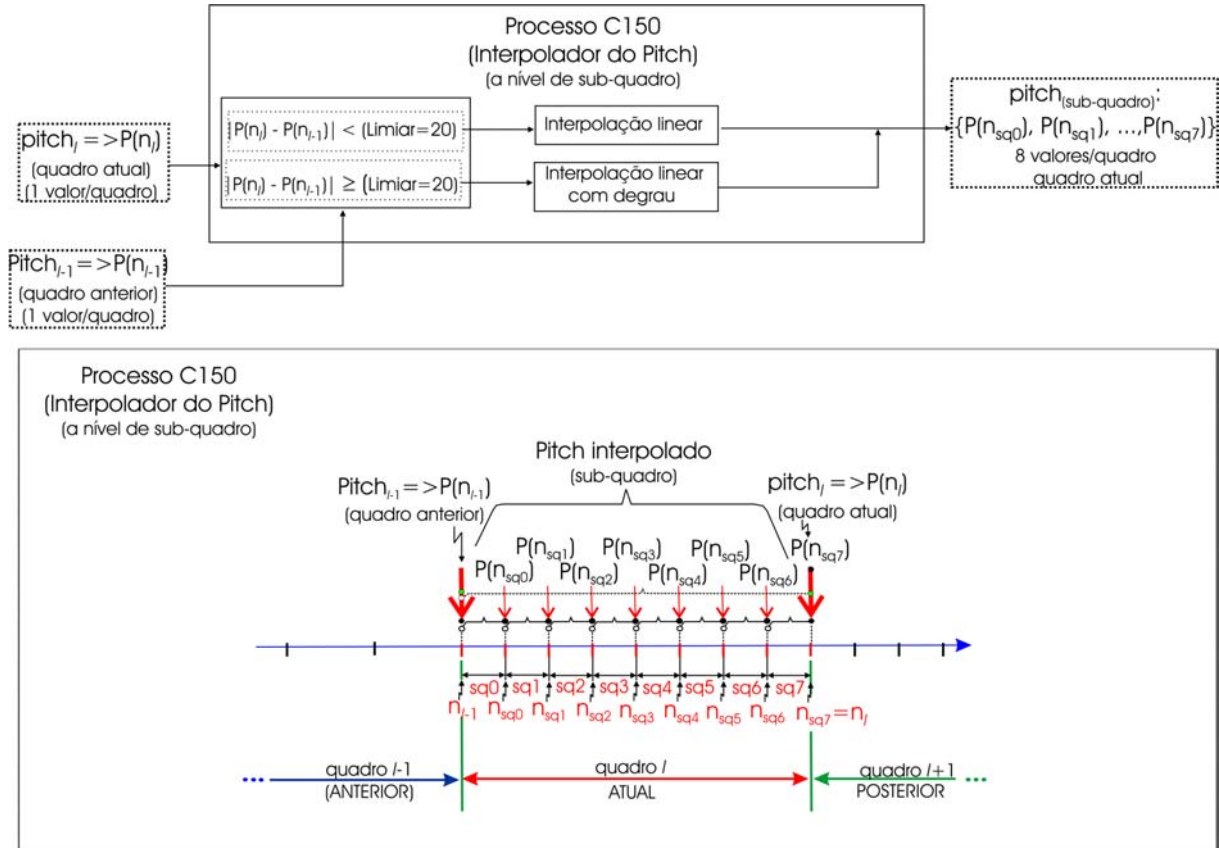 Processo C150
(Interpolador do Pitch)
(a nível de sub-quadro)
pitch_l =>P(n_l)
(quadro atual)
(1 valor/quadro)
|P(n_l) - P(n_l-1)| < (Limiar=20)
Interpolação linear
|P(n_l) - P(n_l-1)| ≥ (Limiar=20)
Interpolação linear
com degrau
pitch(sub-quadro):
{P(n_sq0), P(n_sq1), ...,P(n_sq7)}
8 valores/quadro
quadro atual
Pitch_l-1 =>P(n_l-1)
(quadro anterior)
(1 valor/quadro)
Processo C150
(Interpolador do Pitch)
(a nível de sub-quadro)
Pitch interpolado
(sub-quadro)
Pitch_l-1 =>P(n_l-1)
(quadro anterior)
pitch_l =>P(n_l)
(quadro atual)
P(n_sq1) P(n_sq3) P(n_sq5) P(n_sq7)
P(n_sq0) P(n_sq2) P(n_sq4) P(n_sq6)
sq0 sq1 sq2 sq3 sq4 sq5 sq6 sq7
n_l-1 n_sq0 n_sq1 n_sq2 n_sq3 n_sq4 n_sq5 n_sq6 n_sq7=n_l
quadro l-1 quadro l quadro l+1
(ANTERIOR) ATUAL POSTERIOR